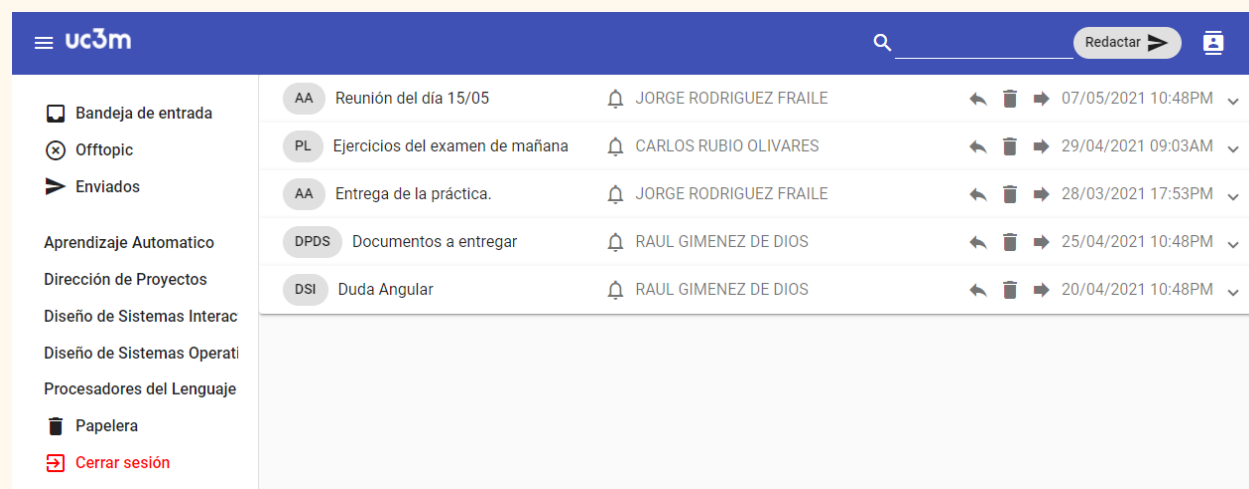 uc3m
Redactar
Bandeja de entrada
Offtopic
Enviados
Aprendizaje Automatico
Dirección de Proyectos
Diseño de Sistemas Interac
Diseño de Sistemas Operati
Procesadores del Lenguaje
Papelera
Cerrar sesión
AA Reunión del día 15/05 JORGE RODRIGUEZ FRAILE 07/05/2021 10:48PM
PL Ejercicios del examen de mañana CARLOS RUBIO OLIVARES 29/04/2021 09:03AM
AA Entrega de la práctica. JORGE RODRIGUEZ FRAILE 28/03/2021 17:53PM
DPDS Documentos a entregar RAUL GIMENEZ DE DIOS 25/04/2021 10:48PM
DSI Duda Angular RAUL GIMENEZ DE DIOS 20/04/2021 10:48PM